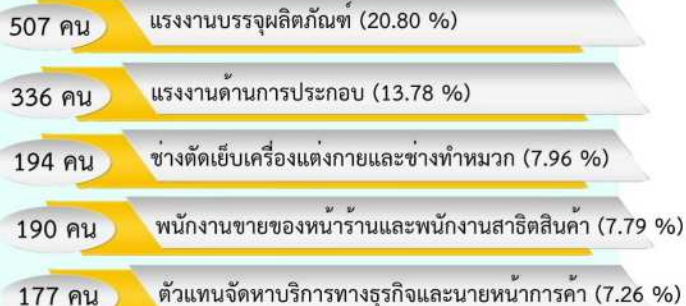 507 คน แรงงานบรรจุผลิตภัณฑ์ (20.80 %)
336 คน แรงงานด้านการประกอบ (13.78 %)
194 คน ช่างตัดเย็บเครื่องแต่งกายและช่างทำหมวก (7.96 %)
190 คน พนักงานขายของหน้าร้านและพนักงานสาธิตสินค้า (7.79 %)
177 คน ตัวแทนจัดหาบริการทางธุรกิจและนายหน้าการค้า (7.26 %)